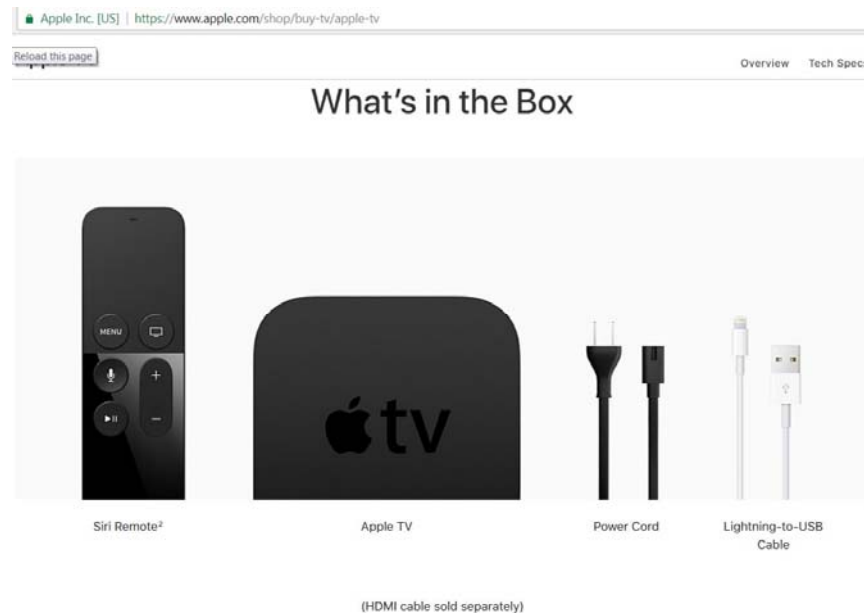 Apple Inc. [US] | https://www.apple.com/shop/buy-tv/apple-tv
Reload this page
Overview Tech Specs
What's in the Box
MENU
tv
Siri Remote²
Apple TV
Power Cord
Lightning-to-USB
Cable
(HDMI cable sold separately)